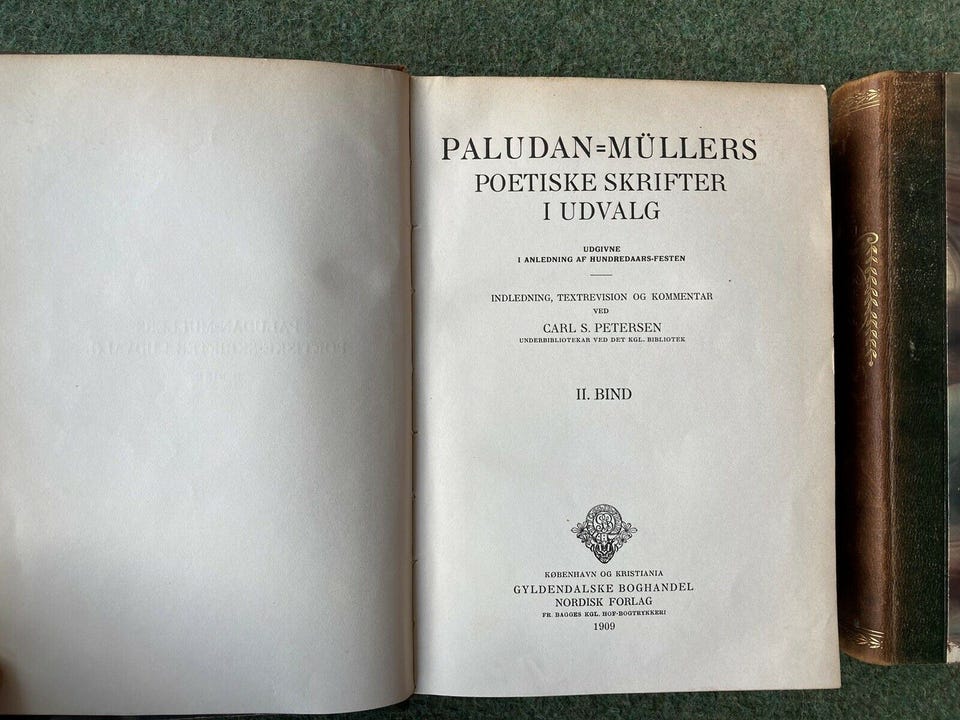 PALUDAN=MÜLLERS
POETISKE SKRIFTER
I UDVALG
UDGIVNE
I ANLEDNING AF HUNDREDAARS-FESTEN
INDLEDNING, TEXTREVISION OG KOMMENTAR
VED
CARL S. PETERSEN
UNDERBIBLIOTEKAR VED DET KGL. BIBLIOTEK
II. BIND
KØBENHAVN OG KRISTIANIA
GYLDENDALSKE BOGHANDEL
NORDISK FORLAG
FR. BAGGES KGL. HOF-BOGTRYKKERI
1909